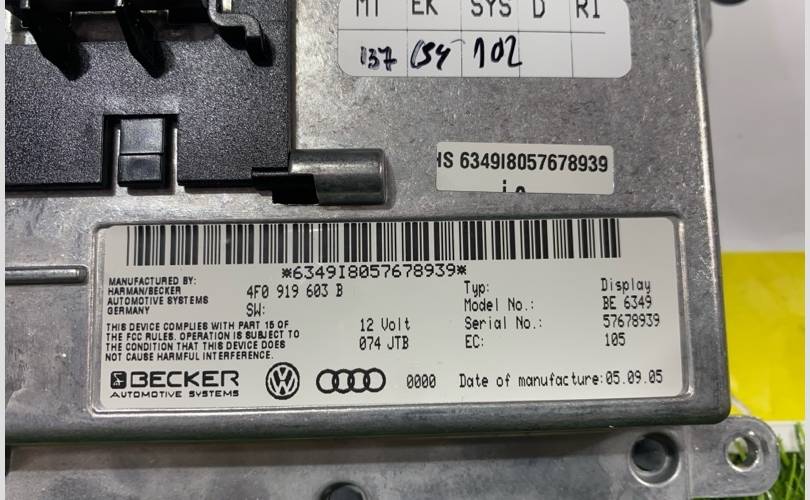 MT EK SYS D RI
137 154 102
HS 6349I8057678939
*6349I8057678939*
MANUFACTURED BY:
HARMAN/BECKER
AUTOMOTIVE SYSTEMS
GERMANY
4F0 919 603 B
SW:
THIS DEVICE COMPLIES WITH PART 15 OF
THE FCC RULES. OPERATION IS SUBJECT TO
THE CONDITION THAT THIS DEVICE DOES
NOT CAUSE HARMFUL INTERFERENCE.
12 Volt
074 JTB
Typ: Display
Model No.: BE 6349
Serial No.: 57678939
EC: 105
BECKER
AUTOMOTIVE SYSTEMS
0000 Date of manufacture:05.09.05